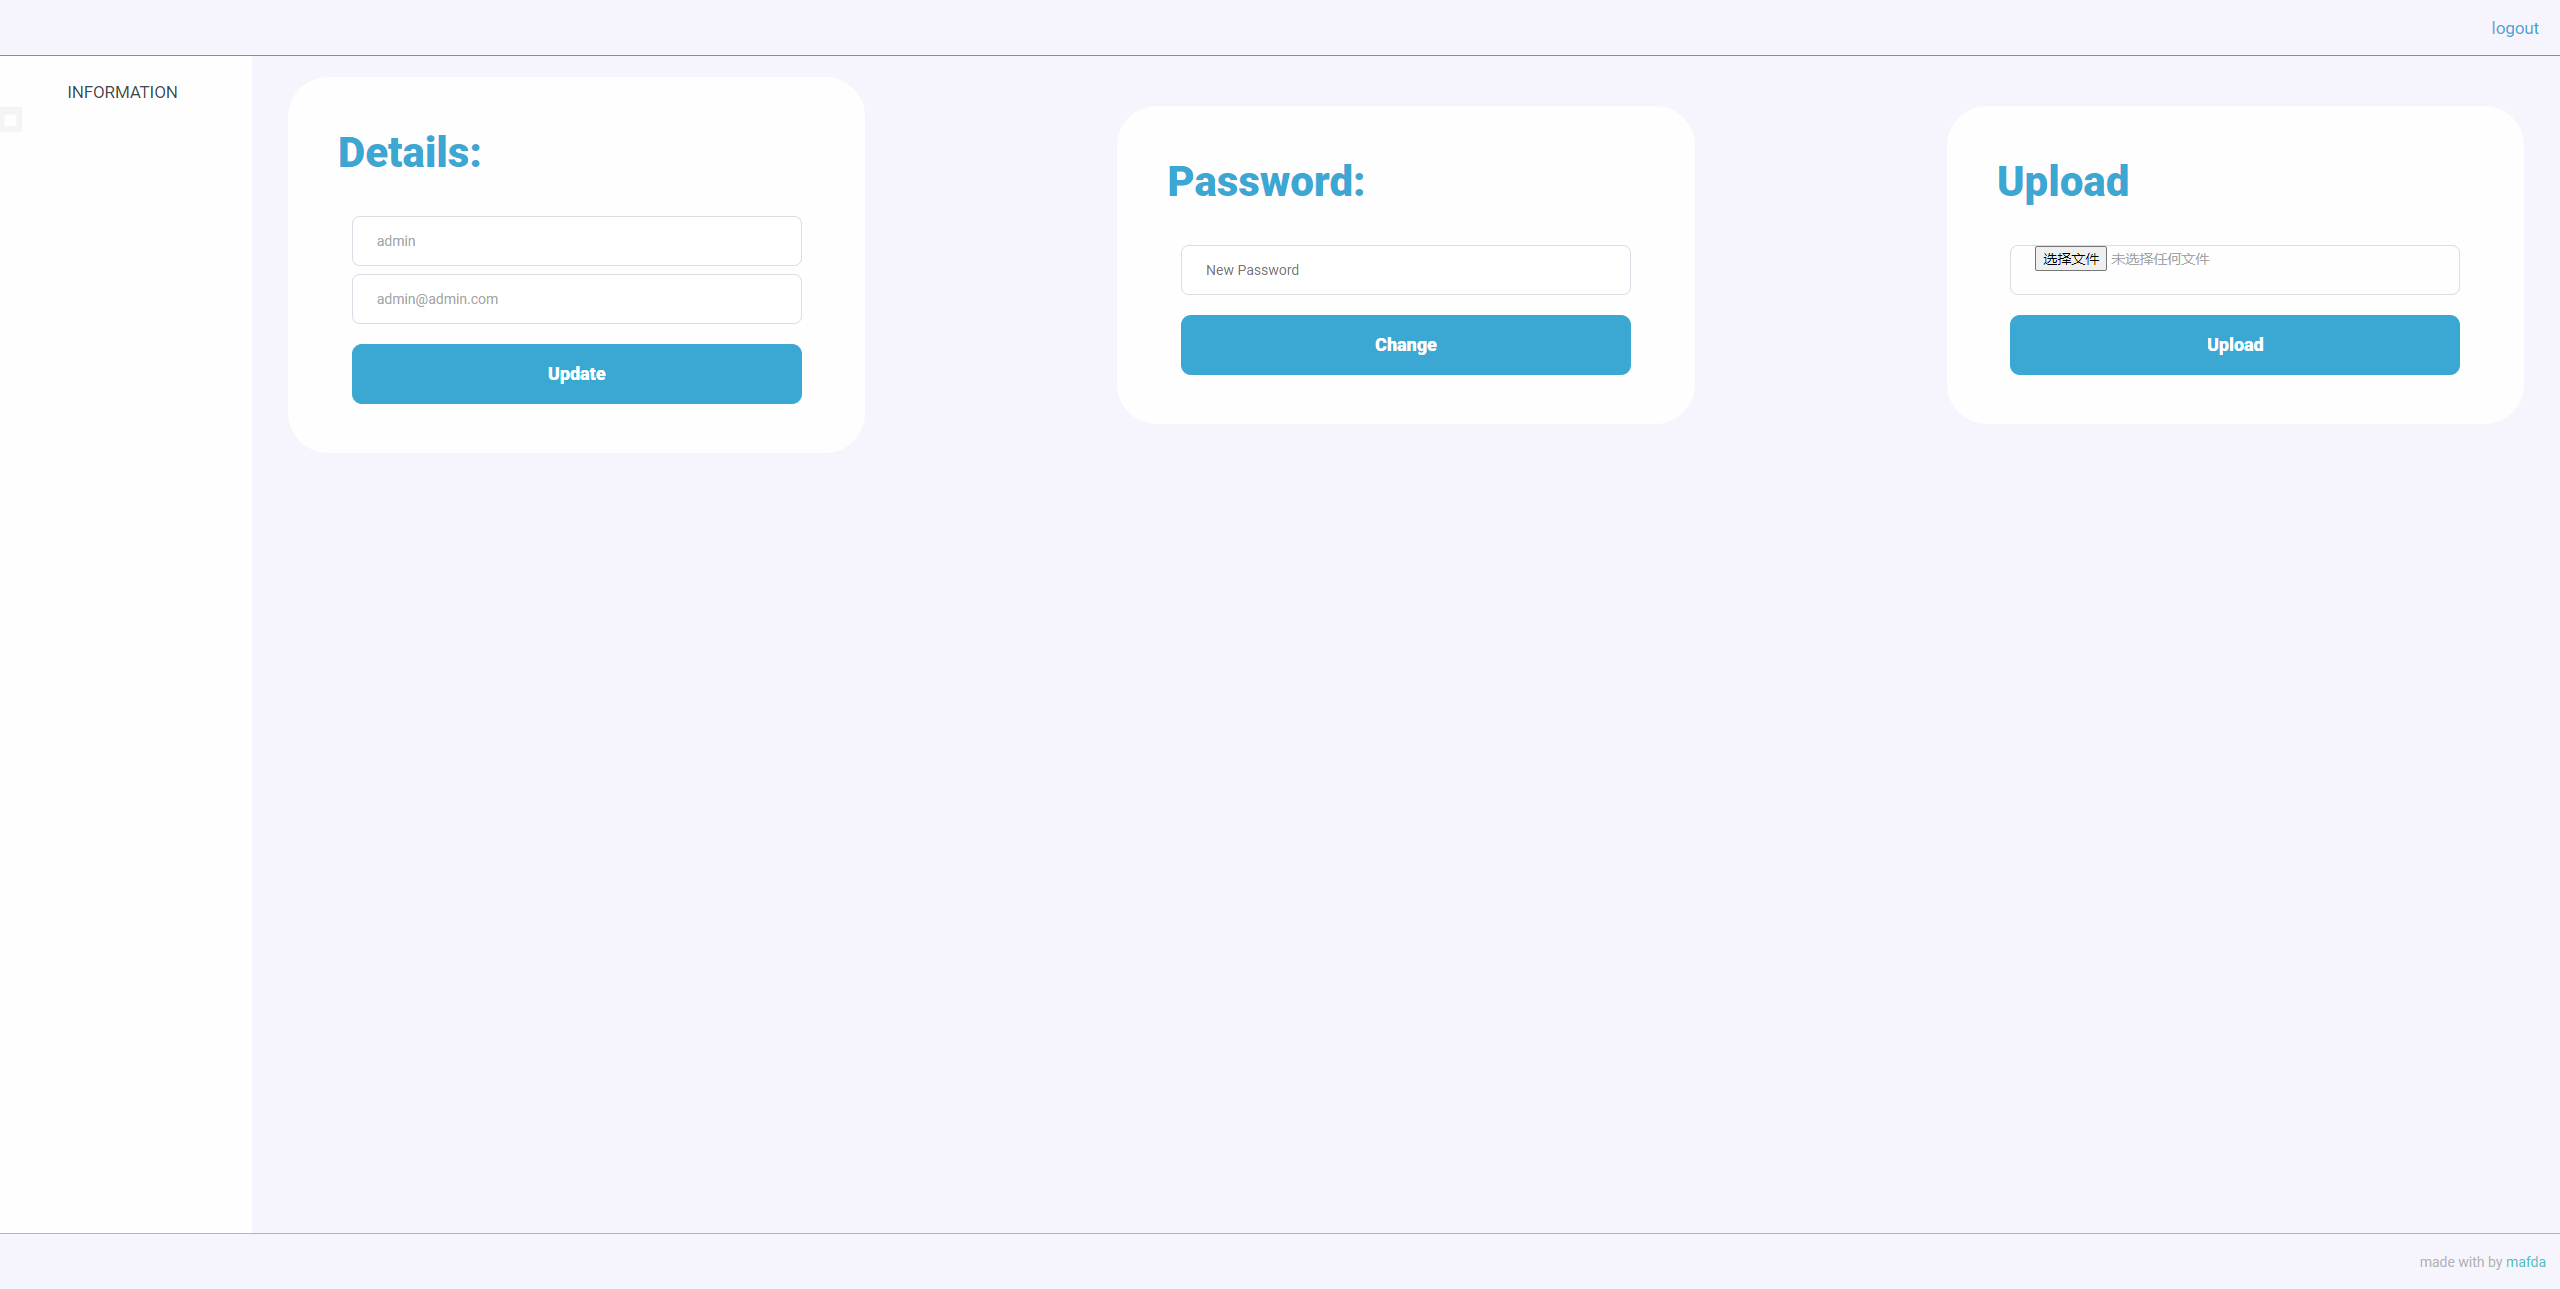 logout
INFORMATION
Details:
admin
admin@admin.com
Update
Password:
New Password
Change
Upload
选择文件 未选择任何文件
Upload
made with by mafda